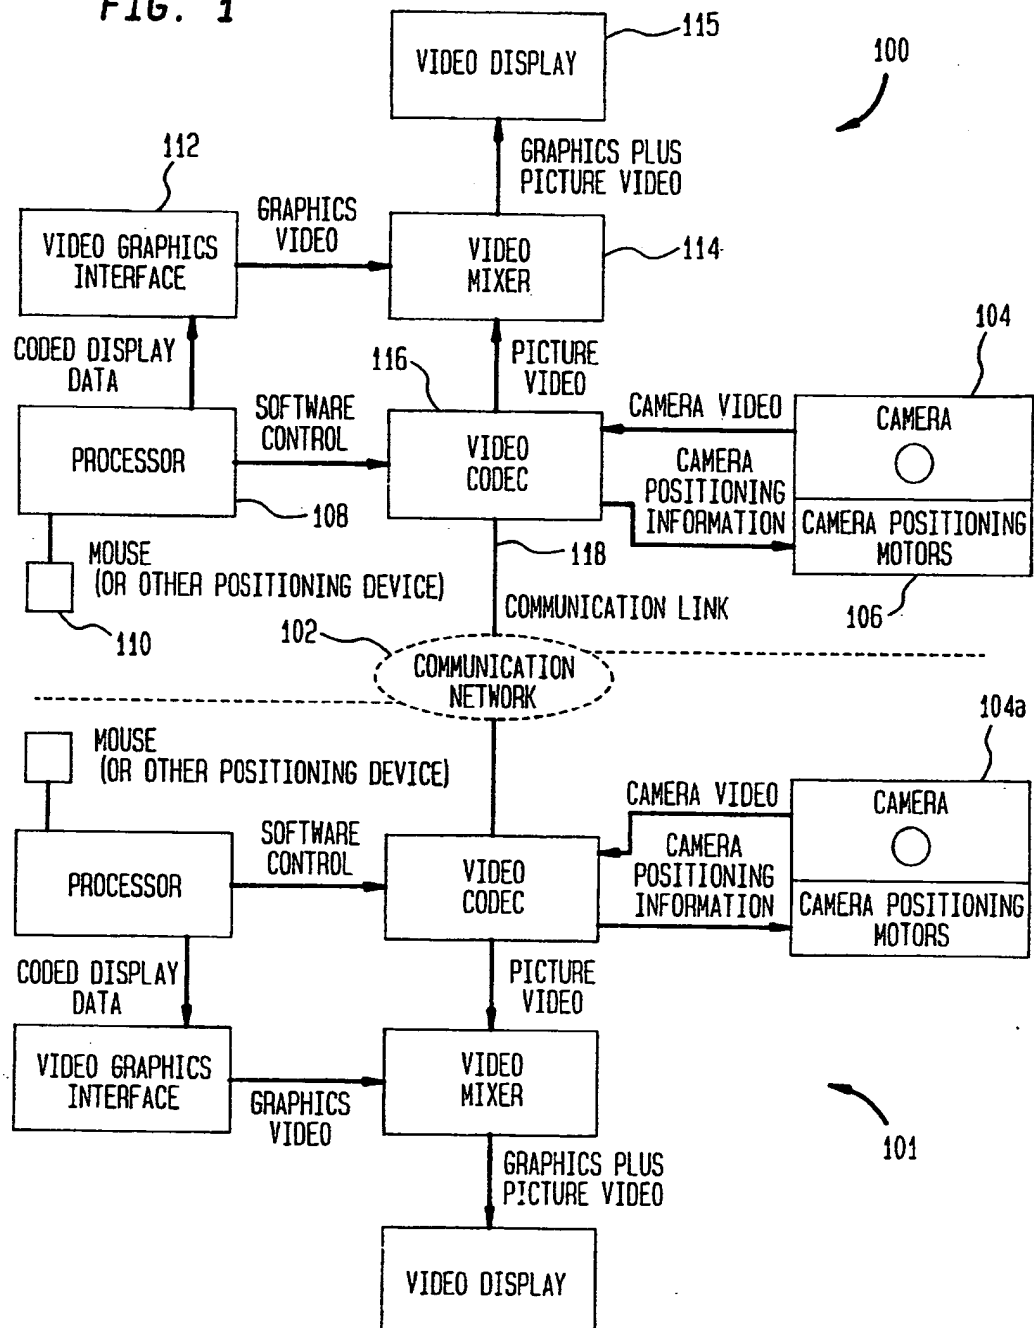 FIG. 1
VIDEO DISPLAY
115
100
GRAPHICS PLUS
PICTURE VIDEO
112
VIDEO GRAPHICS
INTERFACE
GRAPHICS
VIDEO
VIDEO
MIXER
114
CODED DISPLAY
DATA
116
PICTURE
VIDEO
104
PROCESSOR
SOFTWARE
CONTROL
VIDEO
CODEC
CAMERA VIDEO
CAMERA
CAMERA
POSITIONING
INFORMATION
CAMERA POSITIONING
MOTORS
108
118
106
MOUSE
(OR OTHER POSITIONING DEVICE)
110
COMMUNICATION LINK
102
COMMUNICATION
NETWORK
104a
MOUSE
(OR OTHER POSITIONING DEVICE)
CAMERA VIDEO
CAMERA
PROCESSOR
SOFTWARE
CONTROL
VIDEO
CODEC
CAMERA
POSITIONING
INFORMATION
CAMERA POSITIONING
MOTORS
CODED DISPLAY
DATA
PICTURE
VIDEO
VIDEO GRAPHICS
INTERFACE
GRAPHICS
VIDEO
VIDEO
MIXER
101
GRAPHICS PLUS
PICTURE VIDEO
VIDEO DISPLAY